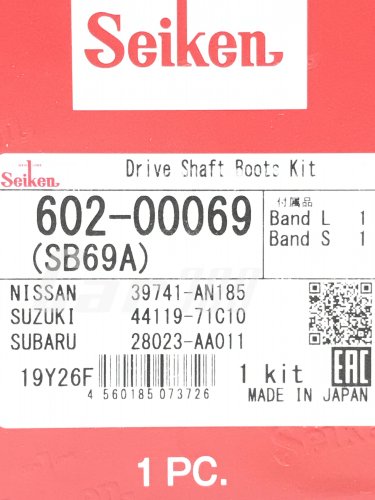 Seiken
Seiken
Drive Shaft Boots Kit
602-00069
(SB69A)
付属品
Band L 1
Band S 1
NISSAN 39741-AN185
SUZUKI 44119-71C10
SUBARU 28023-AA011
19Y26F
4 560185 073726
1 kit
EAC
MADE IN JAPAN
1 PC.